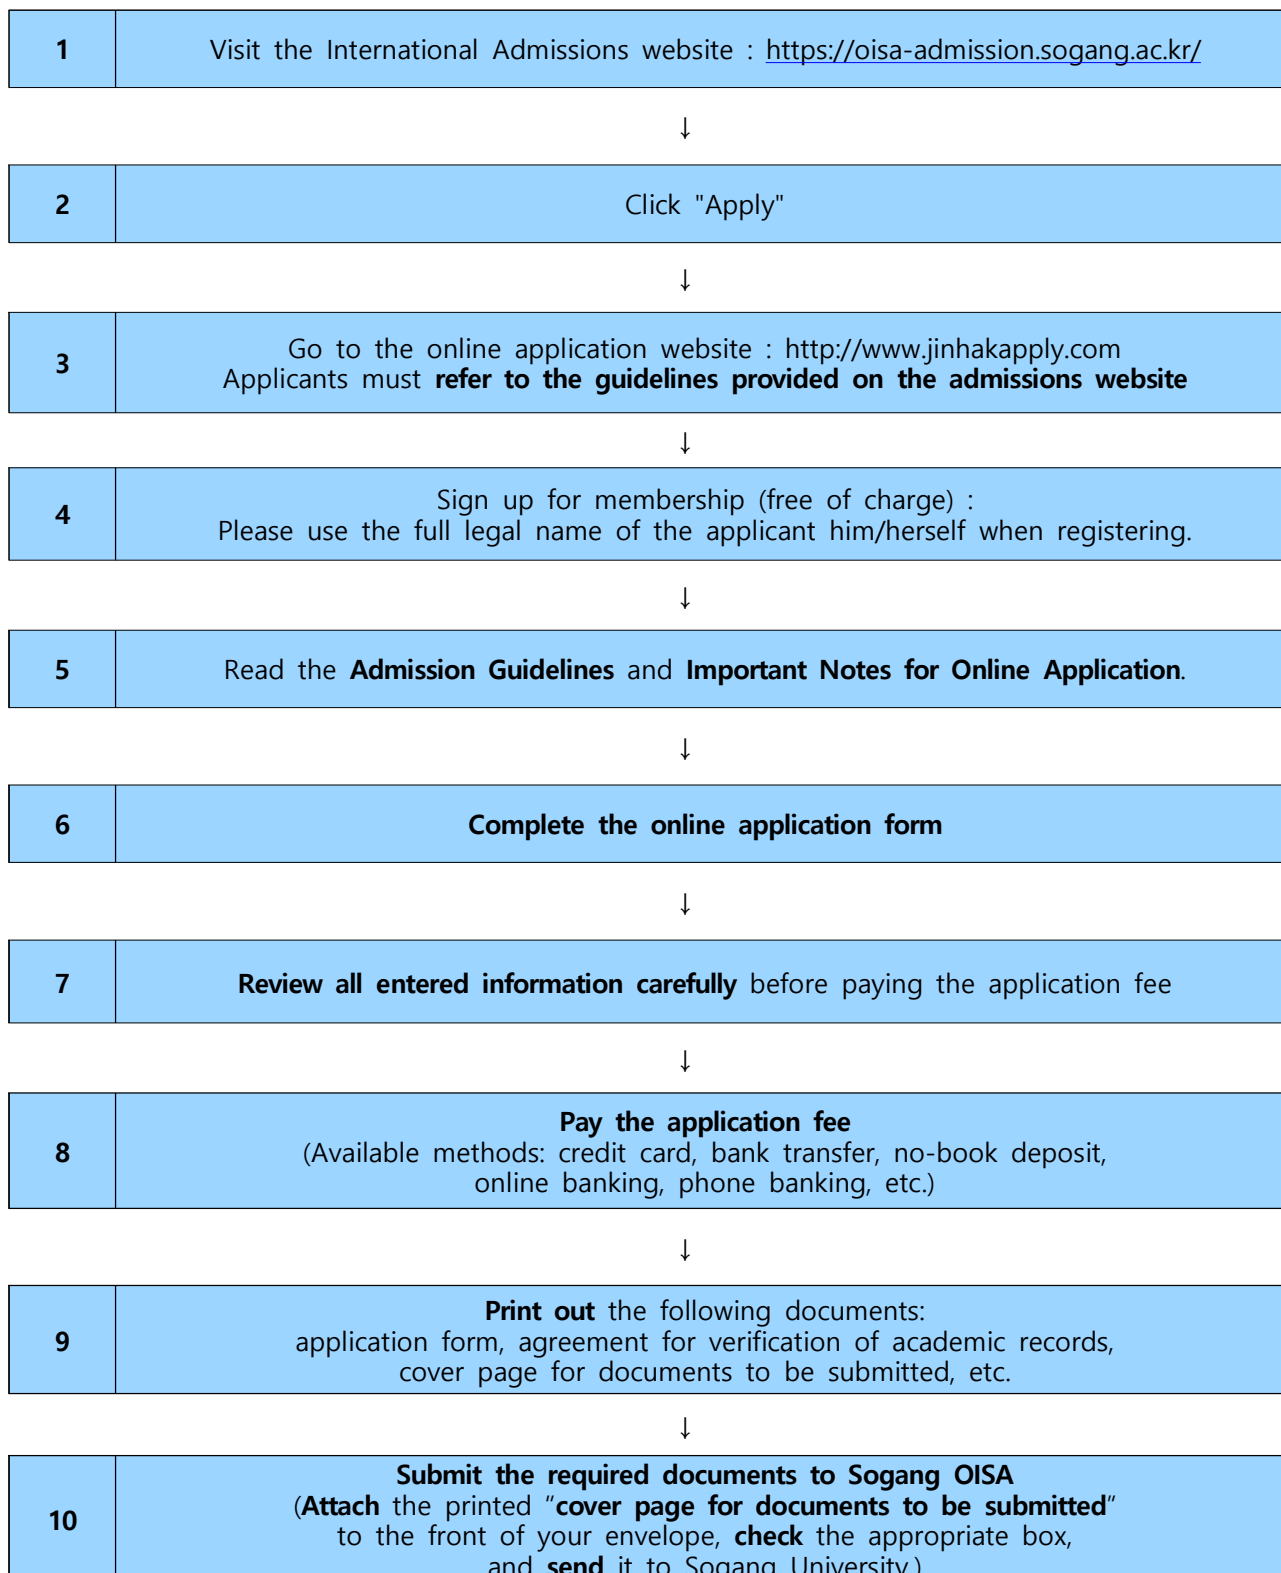 1
Visit the International Admissions website : https://oisa-admission.sogang.ac.kr/
↓
2
Click "Apply"
↓
3
Go to the online application website : http://www.jinhakapply.com
Applicants must refer to the guidelines provided on the admissions website
↓
4
Sign up for membership (free of charge) :
Please use the full legal name of the applicant him/herself when registering.
↓
5
Read the Admission Guidelines and Important Notes for Online Application.
↓
6
Complete the online application form
↓
7
Review all entered information carefully before paying the application fee
↓
8
Pay the application fee
(Available methods: credit card, bank transfer, no-book deposit,
online banking, phone banking, etc.)
↓
9
Print out the following documents:
application form, agreement for verification of academic records,
cover page for documents to be submitted, etc.
↓
10
Submit the required documents to Sogang OISA
(Attach the printed "cover page for documents to be submitted"
to the front of your envelope, check the appropriate box,
and send it to Sogang University.)